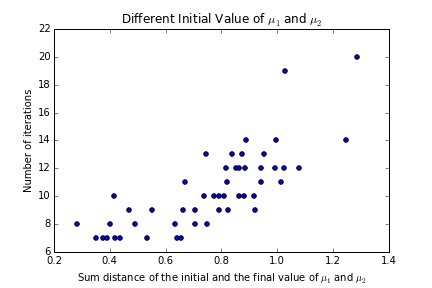 Different Initial Value of μ₁ and μ₂
22
20
18
16
14
12
10
8
6
Number of iterations
0.2 0.4 0.6 0.8 1.0 1.2 1.4
Sum distance of the initial and the final value of μ₁ and μ₂